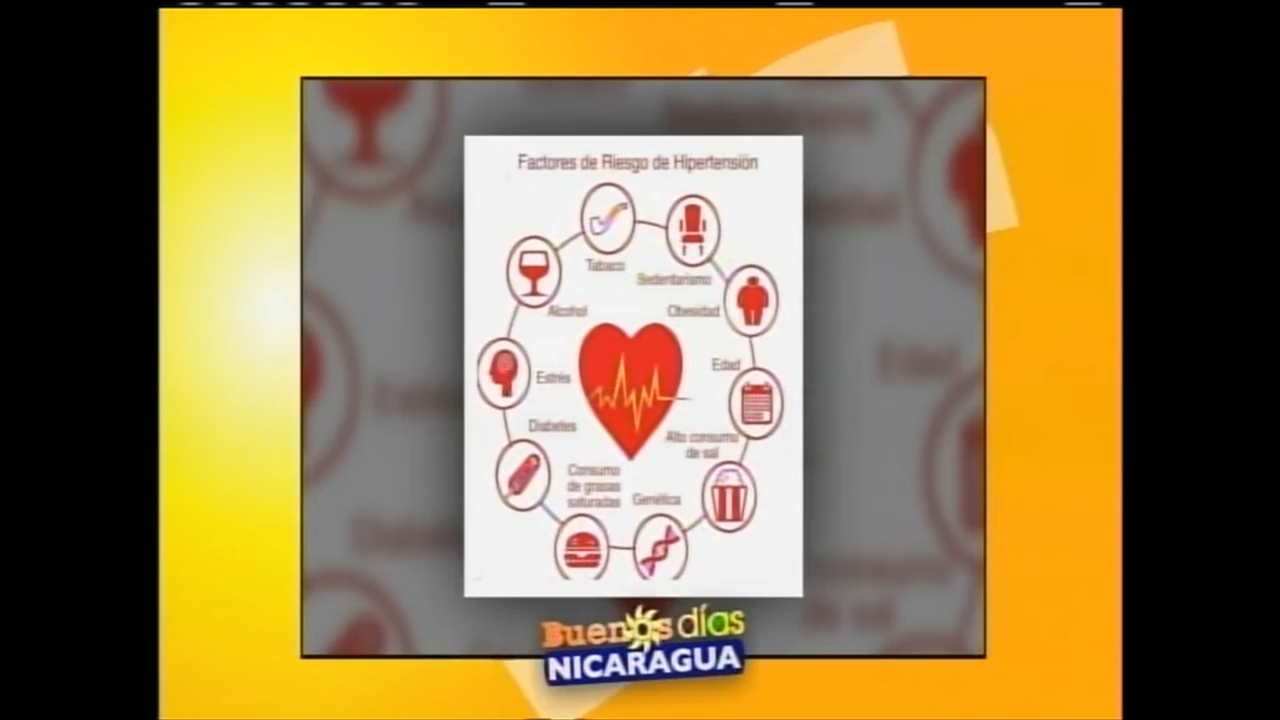 Factores de Riesgo de Hipertensión
Tabaco
Sedentarismo
Alcohol
Obesidad
Edad
Estrés
Diabetes
Alto consumo
de sal
Consumo
de grasas
saturadas
Genética
Buenos días
NICARAGUA